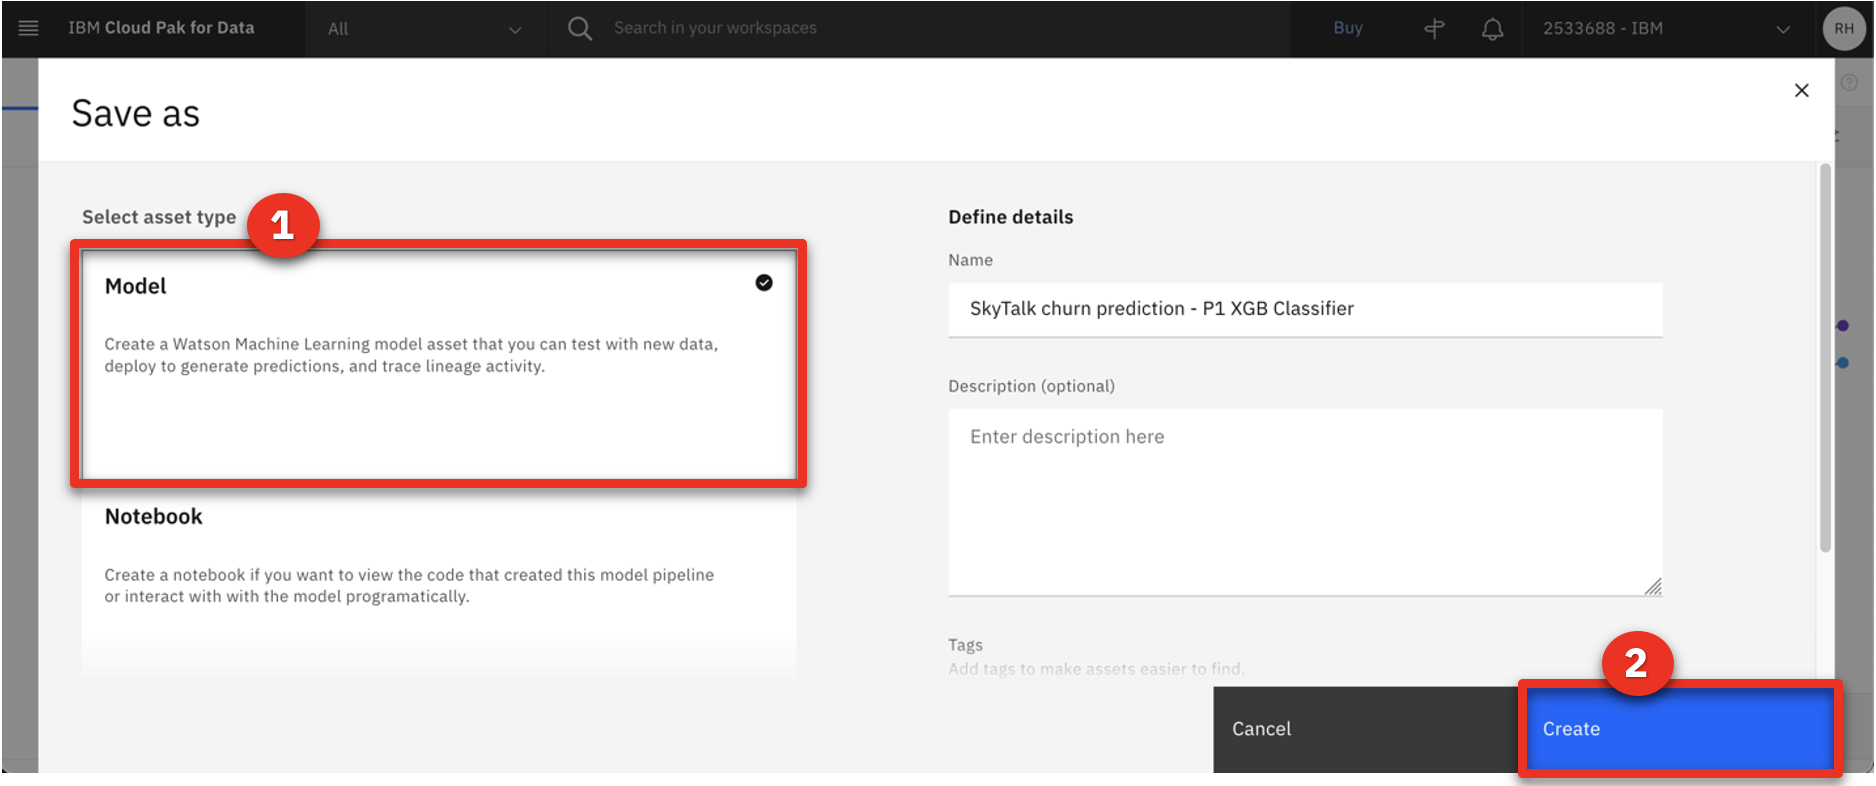 IBM Cloud Pak for Data
All
Search in your workspaces
Buy
2533688 - IBM
RH
Save as
Select asset type
1
Model
Create a Watson Machine Learning model asset that you can test with new data,
deploy to generate predictions, and trace lineage activity.
Notebook
Create a notebook if you want to view the code that created this model pipeline
or interact with with the model programatically.
Define details
Name
SkyTalk churn prediction - P1 XGB Classifier
Description (optional)
Enter description here
Tags
Add tags to make assets easier to find.
2
Cancel
Create